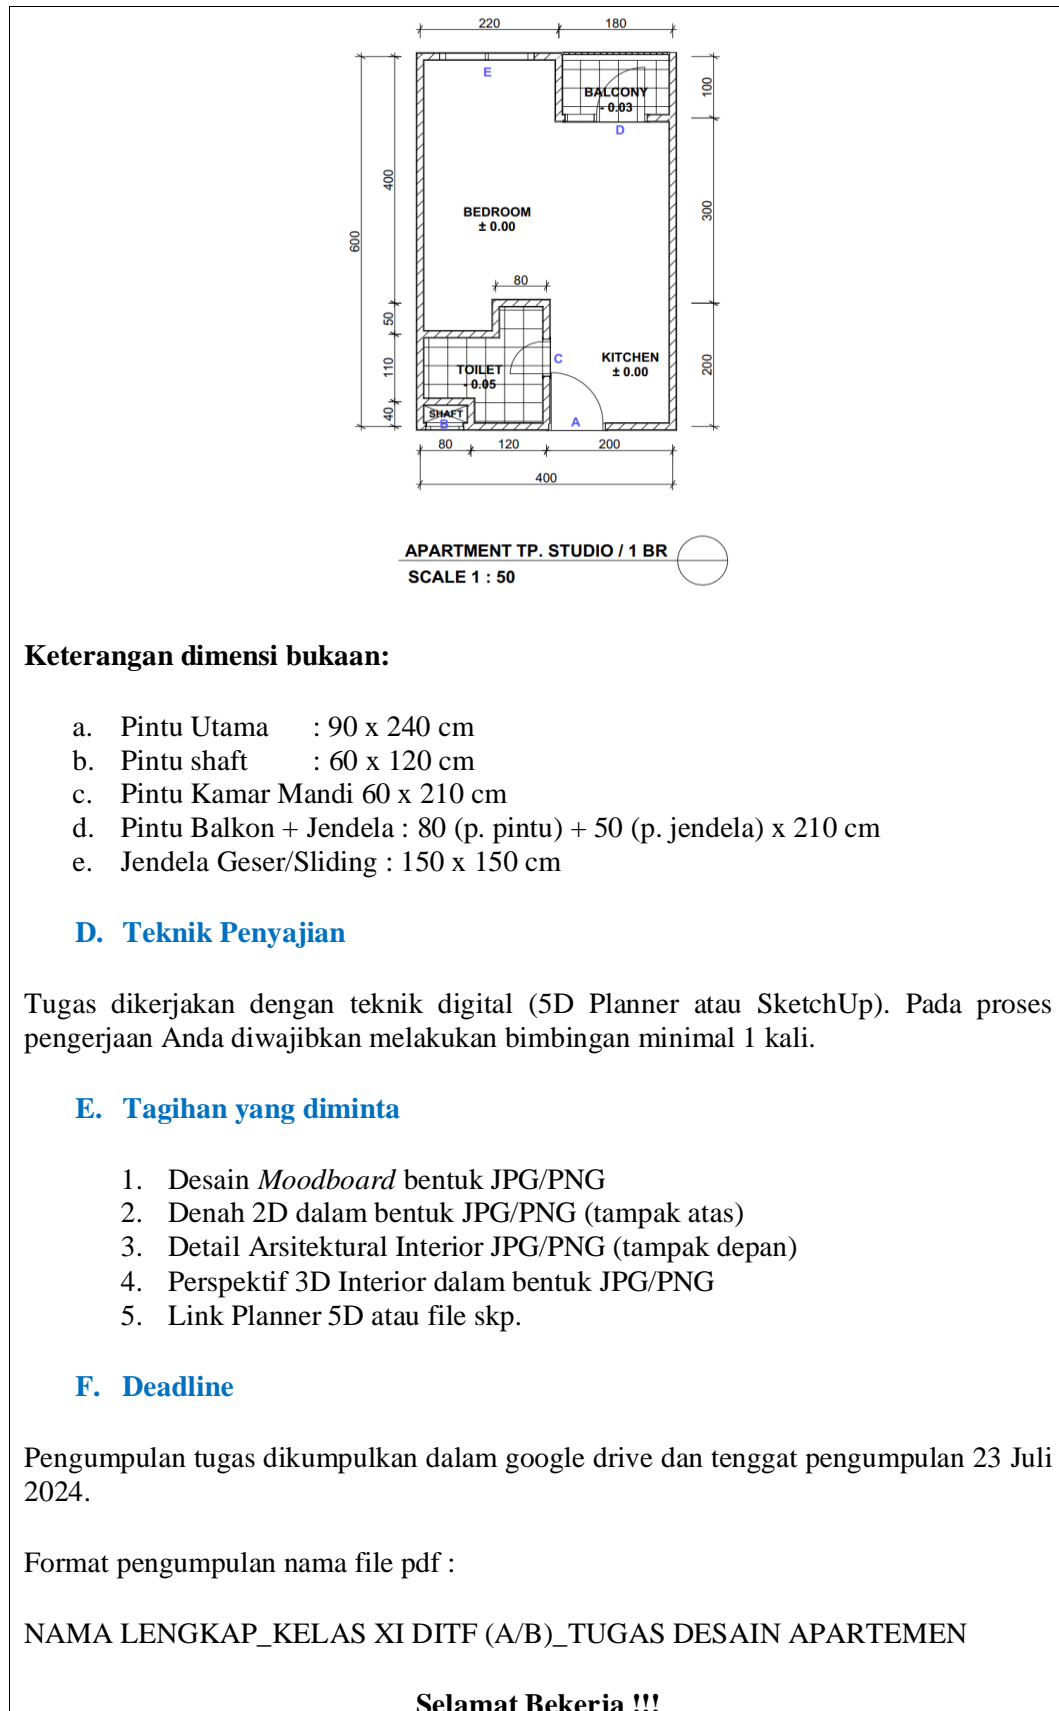 220
180
E
BALCONY
- 0.03
100
D
400
300
600
BEDROOM
± 0.00
80
50
C
KITCHEN
± 0.00
200
110
TOILET
- 0.05
40
SHAFT
B
A
80
120
200
400
APARTMENT TP. STUDIO / 1 BR
SCALE 1 : 50
Keterangan dimensi bukaan:
a. Pintu Utama : 90 x 240 cm
b. Pintu shaft : 60 x 120 cm
c. Pintu Kamar Mandi 60 x 210 cm
d. Pintu Balkon + Jendela : 80 (p. pintu) + 50 (p. jendela) x 210 cm
e. Jendela Geser/Sliding : 150 x 150 cm
D. Teknik Penyajian
Tugas dikerjakan dengan teknik digital (5D Planner atau SketchUp). Pada proses
pengerjaan Anda diwajibkan melakukan bimbingan minimal 1 kali.
E. Tagihan yang diminta
1. Desain Moodboard bentuk JPG/PNG
2. Denah 2D dalam bentuk JPG/PNG (tampak atas)
3. Detail Arsitektural Interior JPG/PNG (tampak depan)
4. Perspektif 3D Interior dalam bentuk JPG/PNG
5. Link Planner 5D atau file skp.
F. Deadline
Pengumpulan tugas dikumpulkan dalam google drive dan tenggat pengumpulan 23 Juli
2024.
Format pengumpulan nama file pdf :
NAMA LENGKAP_KELAS XI DITF (A/B)_TUGAS DESAIN APARTEMEN
Selamat Bekerja !!!